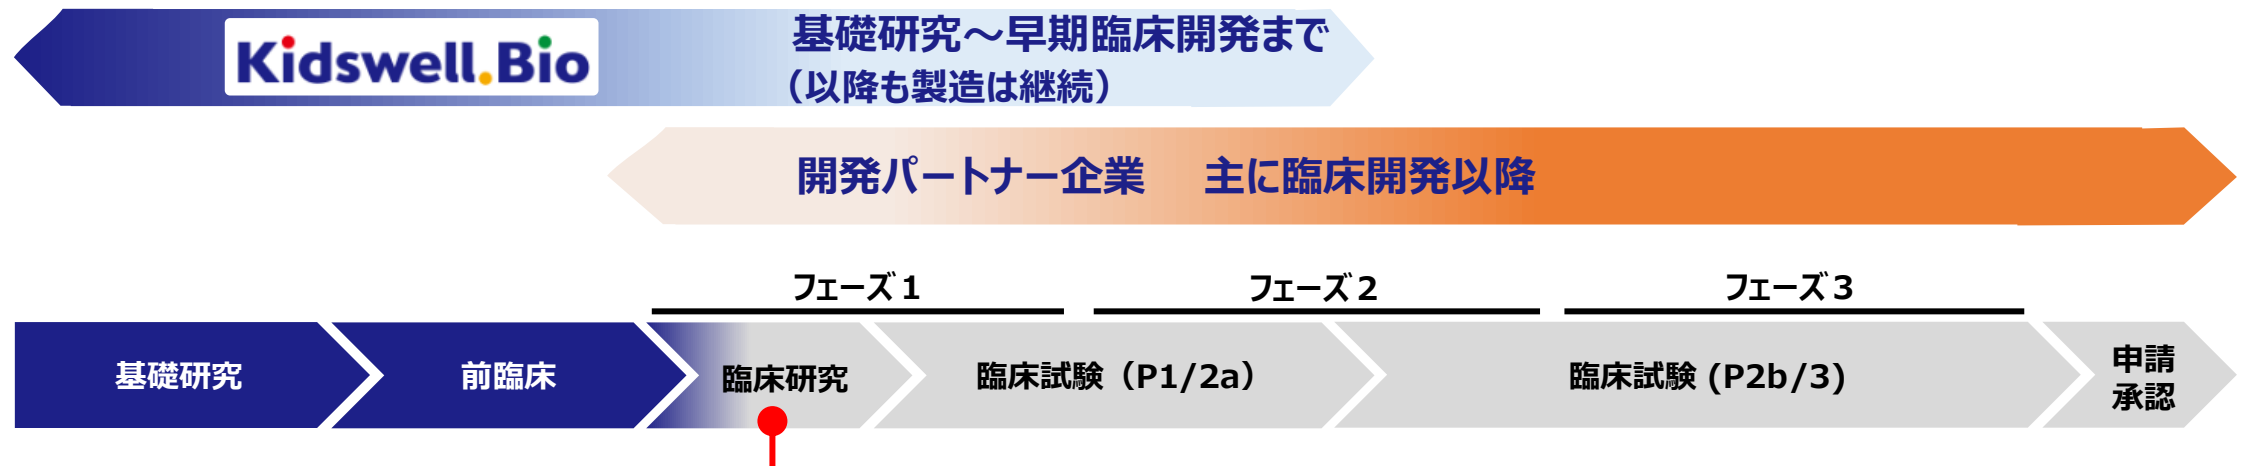 Kidswell.Bio
基礎研究～早期臨床開発まで
（以降も製造は継続）
開発パートナー企業 主に臨床開発以降
フェーズ1
フェーズ2
フェーズ3
基礎研究
前臨床
臨床研究
臨床試験（P1/2a）
臨床試験 (P2b/3)
申請
承認